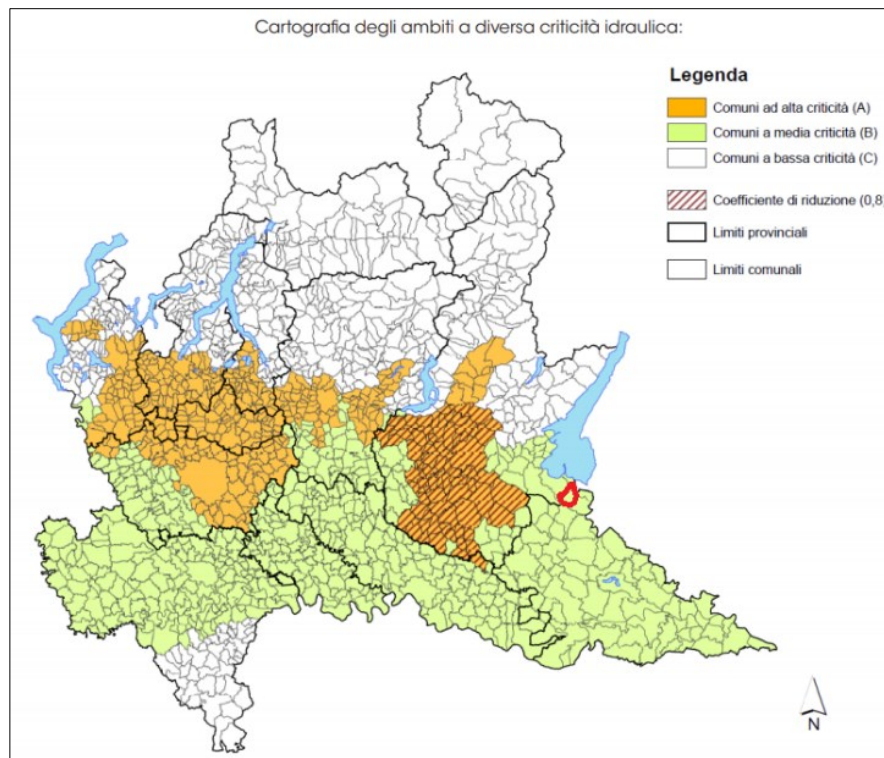 Cartografia degli ambiti a diversa criticità idraulica:
Legenda
Comuni ad alta criticità (A)
Comuni a media criticità (B)
Comuni a bassa criticità (C)
Coefficiente di riduzione (0,8)
Limiti provinciali
Limiti comunali
N